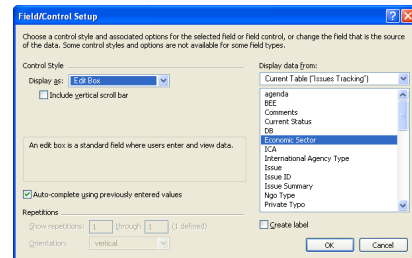 Field/Control Setup
Choose a control style and associated options for the selected field or field control, or change the field that is the source
of the data. Some control styles and options are not available for some field types.
Control Style
Display as: Edit Box
Include vertical scroll bar
An edit box is a standard field where users enter and view data.
Auto-complete using previously entered values
Repetitions
Show repetitions: 1 through 1 (1 defined)
Orientation: vertical
Display data from:
Current Table ("Issues Tracking")
agenda
BEE
Comments
Current Status
DB
Economic Sector
ICA
International Agency Type
Issue
Issue ID
Issue Summary
Ngo Type
Private Typo
Create label
OK Cancel